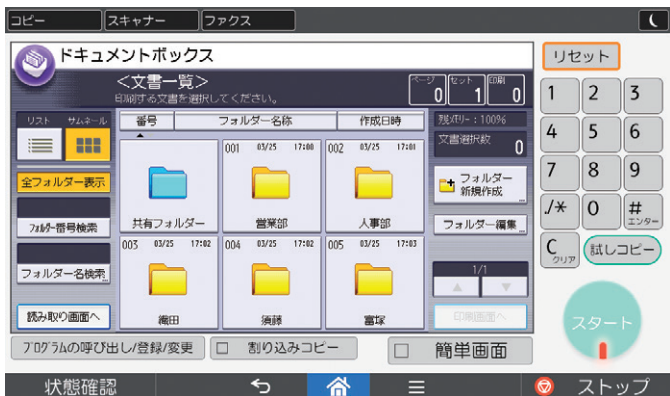 コピー スキャナー ファクス
ドキュメントボックス
リセット
<文書一覧>
印刷する文書を選択してください。
ページ セット 印刷
0 1 0
リスト サムネール
番号 フォルダー名称 作成日時
残メモリー:10096
文書選択数 0
全フォルダー表示
フォルダー番号検索
フォルダー名検索
読み取り画面へ
共有フォルダー
001 03/25 17:00
営業部
002 03/25 17:01
人事部
003 03/25 17:02
織田
004 03/25 17:02
須藤
005 03/25 17:03
富塚
フォルダー
新規作成
フォルダー編集
1/1
印刷画面へ
1 2 3
4 5 6
7 8 9
./* 0 #
エンター
C
クリア
試しコピー
スタート
プログラムの呼び出し/登録/変更 割り込みコピー 簡単画面
状態確認 ストップ